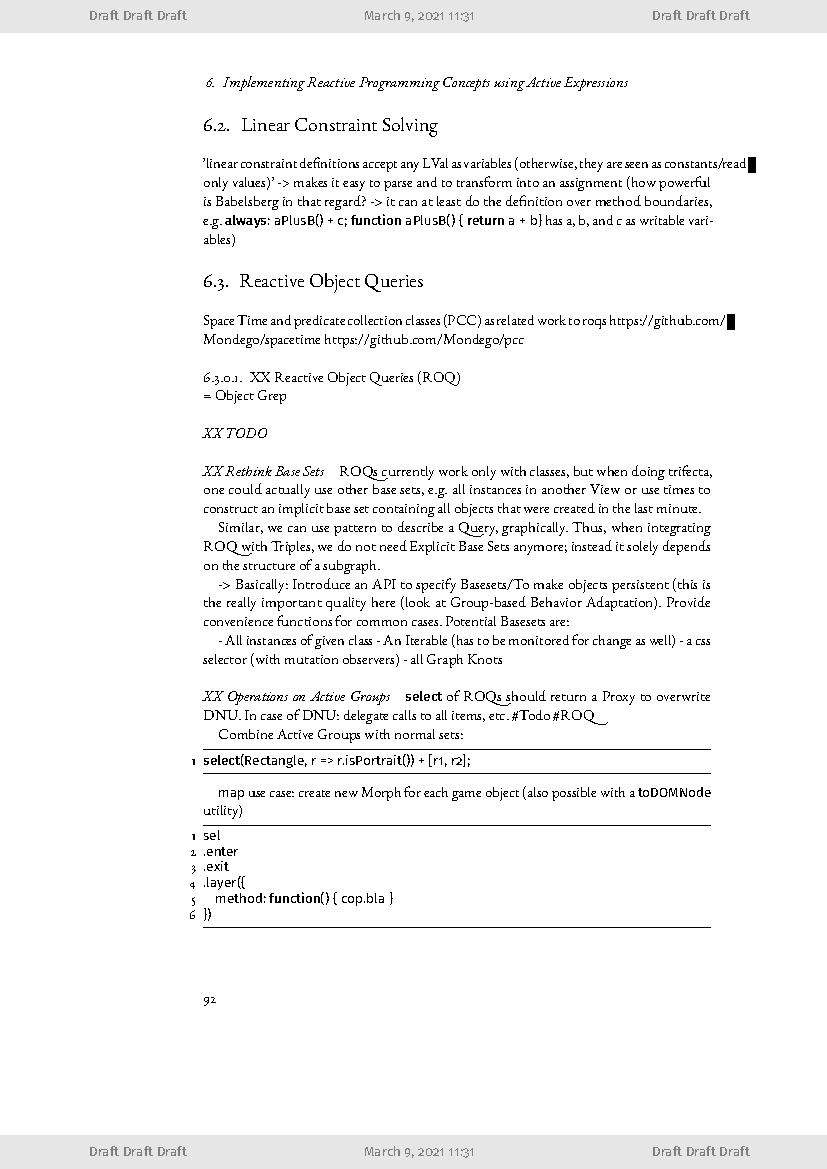 Draft Draft Draft March 9, 2021 11:31 Draft Draft Draft
6. Implementing Reactive Programming Concepts using Active Expressions
6.2. Linear Constraint Solving
'linear constraint definitions accept any LVal as variables (otherwise, they are seen as constants/read
only values)' -> makes it easy to parse and to transform into an assignment (how powerful
is Babelsberg in that regard? -> it can at least do the definition over method boundaries,
e.g. always: aPlusB() + c; function aPlusB() { return a + b} has a, b, and c as writable vari-
ables)
6.3. Reactive Object Queries
Space Time and predicate collection classes (PCC) as related work to roqs https://github.com/
Mondego/spacetime https://github.com/Mondego/pcc
6.3.0.1. XX Reactive Object Queries (ROQ)
= Object Grep
XX TODO
XX Rethink Base Sets ROQs currently work only with classes, but when doing trifecta,
one could actually use other base sets, e.g. all instances in another View or use times to
construct an implicit base set containing all objects that were created in the last minute.
Similar, we can use pattern to describe a Query, graphically. Thus, when integrating
ROQ with Triples, we do not need Explicit Base Sets anymore; instead it solely depends
on the structure of a subgraph.
-> Basically: Introduce an API to specify Basesets/To make objects persistent (this is
the really important quality here (look at Group-based Behavior Adaptation). Provide
convenience functions for common cases. Potential Basesets are:
- All instances of given class - An Iterable (has to be monitored for change as well) - a css
selector (with mutation observers) - all Graph Knots
XX Operations on Active Groups select of ROQs should return a Proxy to overwrite
DNU. In case of DNU: delegate calls to all items, etc. #Todo #ROQ
Combine Active Groups with normal sets:
1 select(Rectangle, r => r.isPortrait()) + [r1, r2];
map use case: create new Morph for each game object (also possible with a toDOMNode
utility)
1 sel
2 .enter
3 .exit
4 .layer({
5 method: function() { cop.bla }
6 })
92
Draft Draft Draft March 9, 2021 11:31 Draft Draft Draft